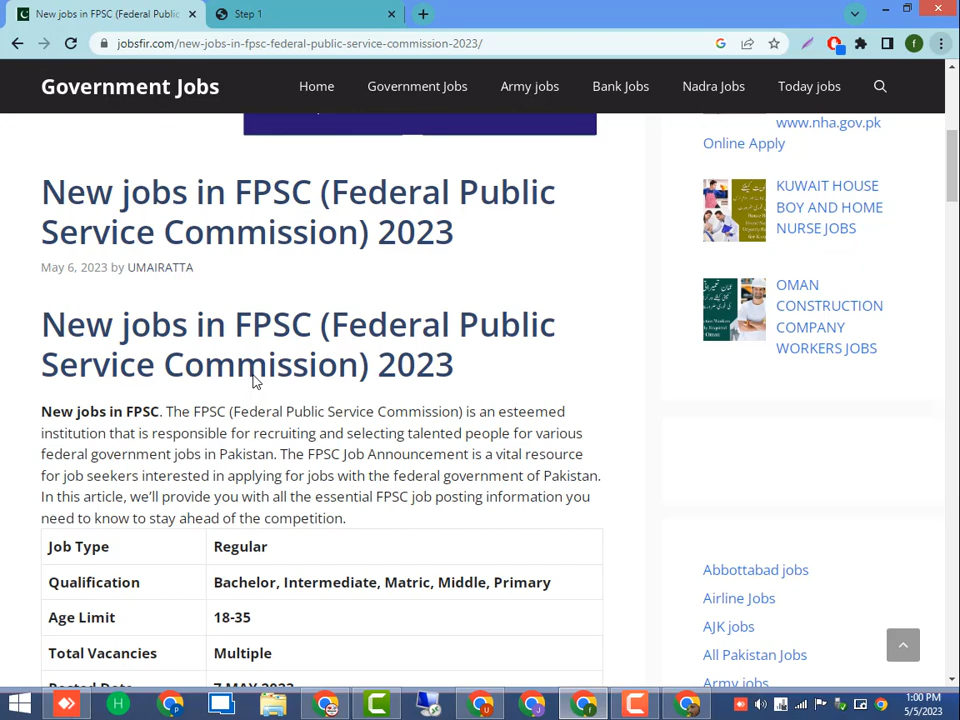 New jobs in FPSC (Federal Public
Step 1
jobsfir.com/new-jobs-in-fpsc-federal-public-service-commission-2023/
Government Jobs
Home
Government Jobs
Army jobs
Bank Jobs
Nadra Jobs
Today jobs
New jobs in FPSC (Federal Public
Service Commission) 2023
May 6, 2023 by UMAIRATTA
New jobs in FPSC (Federal Public
Service Commission) 2023
New jobs in FPSC. The FPSC (Federal Public Service Commission) is an esteemed
institution that is responsible for recruiting and selecting talented people for various
federal government jobs in Pakistan. The FPSC Job Announcement is a vital resource
for job seekers interested in applying for jobs with the federal government of Pakistan.
In this article, we'll provide you with all the essential FPSC job posting information you
need to know to stay ahead of the competition.
Job Type Regular
Qualification Bachelor, Intermediate, Matric, Middle, Primary
Age Limit 18-35
Total Vacancies Multiple
Posted Date 7 MAY 2023
www.nha.gov.pk
Online Apply
KUWAIT HOUSE
BOY AND HOME
NURSE JOBS
OMAN
CONSTRUCTION
COMPANY
WORKERS JOBS
Abbottabad jobs
Airline Jobs
AJK jobs
All Pakistan Jobs
Army jobs
1:00 PM
5/5/2023